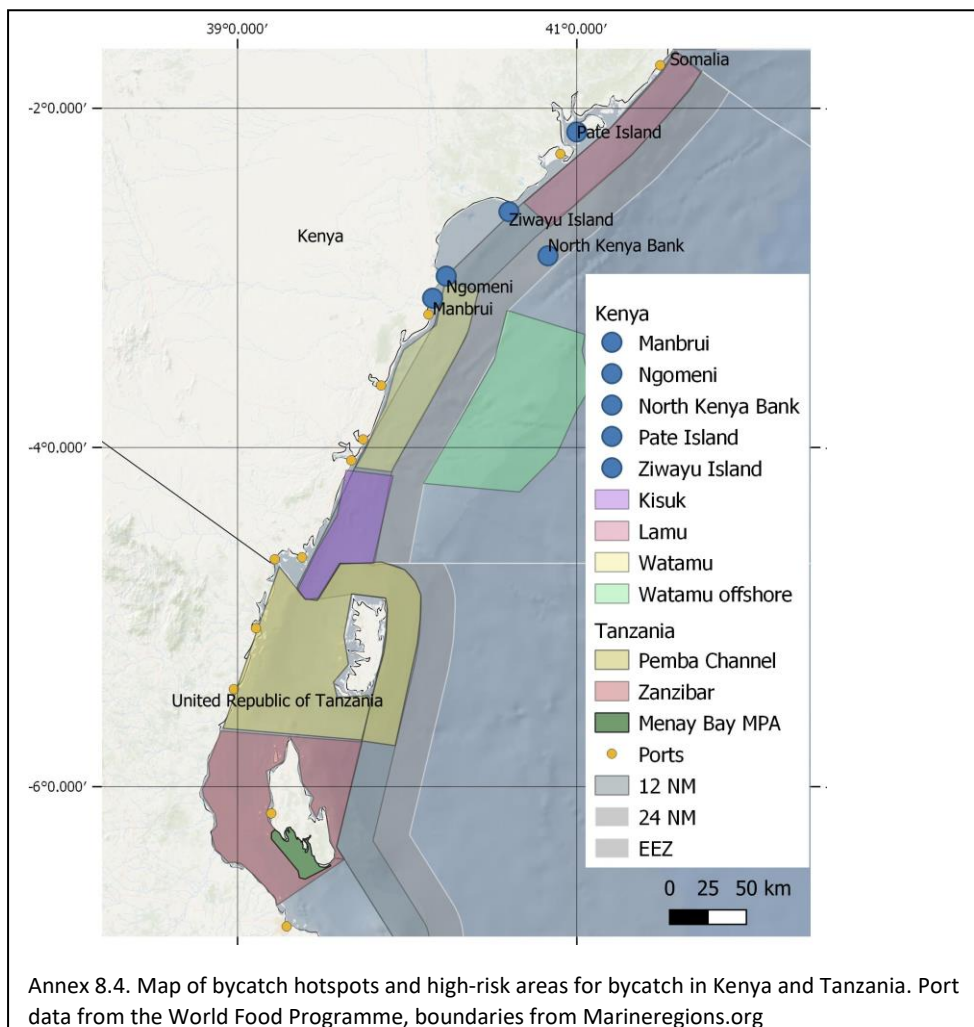 39°0.000′ 41°0.000′
Somalia
-2°0.000′
Pate Island
Ziwayu Island
Kenya
North Kenya Bank
Ngomeni
Manbrui
Kenya
Manbrui
Ngomeni
North Kenya Bank
Pate Island
Ziwayu Island
Kisuk
Lamu
Watamu
Watamu offshore
Tanzania
Pemba Channel
Zanzibar
Menay Bay MPA
Ports
12 NM
24 NM
EEZ
0 25 50 km
-4°0.000′
United Republic of Tanzania
-6°0.000′
Annex 8.4. Map of bycatch hotspots and high-risk areas for bycatch in Kenya and Tanzania. Port
data from the World Food Programme, boundaries from Marineregions.org